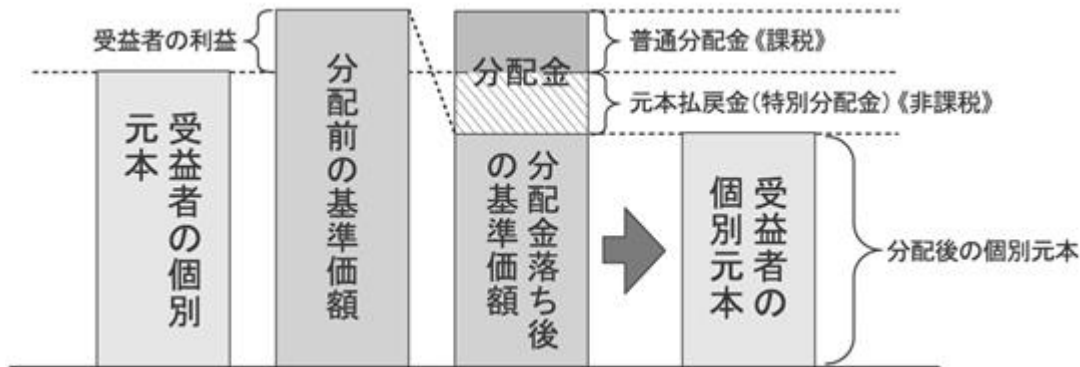 受益者の利益
受益者の個別
元本
分配前の基準価額
分配金
分配金落ち後
の基準価額
普通分配金《課税》
元本払戻金(特別分配金)《非課税》
受益者の
個別元本
分配後の個別元本